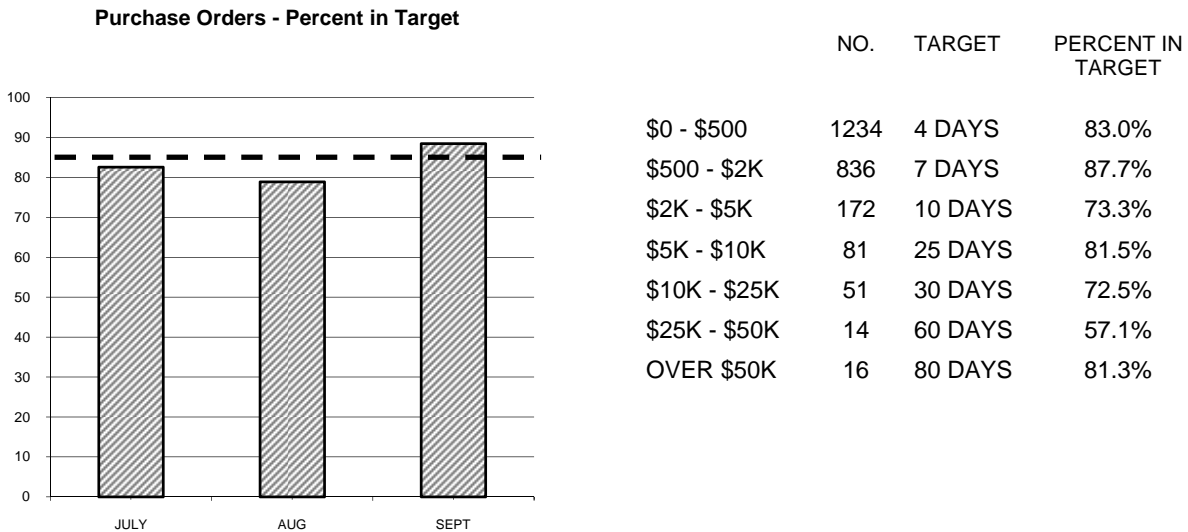 Purchase Orders - Percent in Target
100
90
80
70
60
50
40
30
20
10
0
JULY AUG SEPT
NO. TARGET PERCENT IN
TARGET
$0 - $500 1234 4 DAYS 83.0%
$500 - $2K 836 7 DAYS 87.7%
$2K - $5K 172 10 DAYS 73.3%
$5K - $10K 81 25 DAYS 81.5%
$10K - $25K 51 30 DAYS 72.5%
$25K - $50K 14 60 DAYS 57.1%
OVER $50K 16 80 DAYS 81.3%